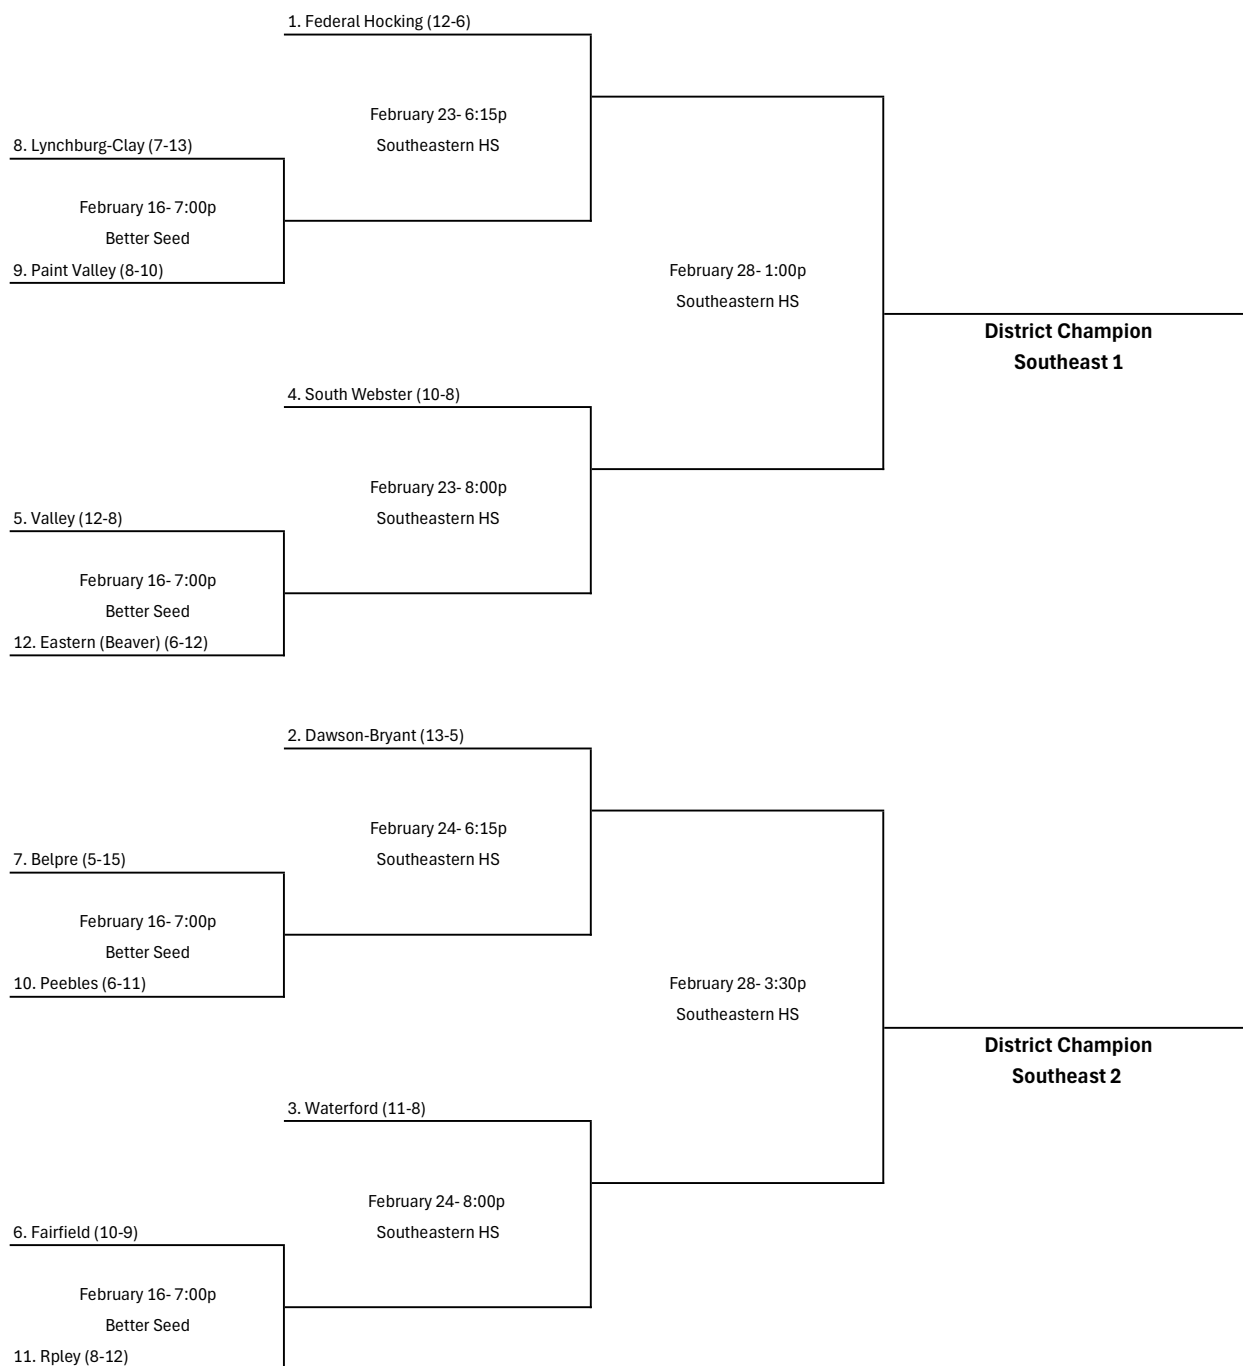 1. Federal Hocking (12-6)
February 23- 6:15p
Southeastern HS
8. Lynchburg-Clay (7-13)
February 16- 7:00p
Better Seed
9. Paint Valley (8-10)
February 28- 1:00p
Southeastern HS
District Champion
Southeast 1
4. South Webster (10-8)
February 23- 8:00p
Southeastern HS
5. Valley (12-8)
February 16- 7:00p
Better Seed
12. Eastern (Beaver) (6-12)
2. Dawson-Bryant (13-5)
February 24- 6:15p
Southeastern HS
7. Belpre (5-15)
February 16- 7:00p
Better Seed
10. Peebles (6-11)
February 28- 3:30p
Southeastern HS
District Champion
Southeast 2
3. Waterford (11-8)
February 24- 8:00p
Southeastern HS
6. Fairfield (10-9)
February 16- 7:00p
Better Seed
11. Rpley (8-12)